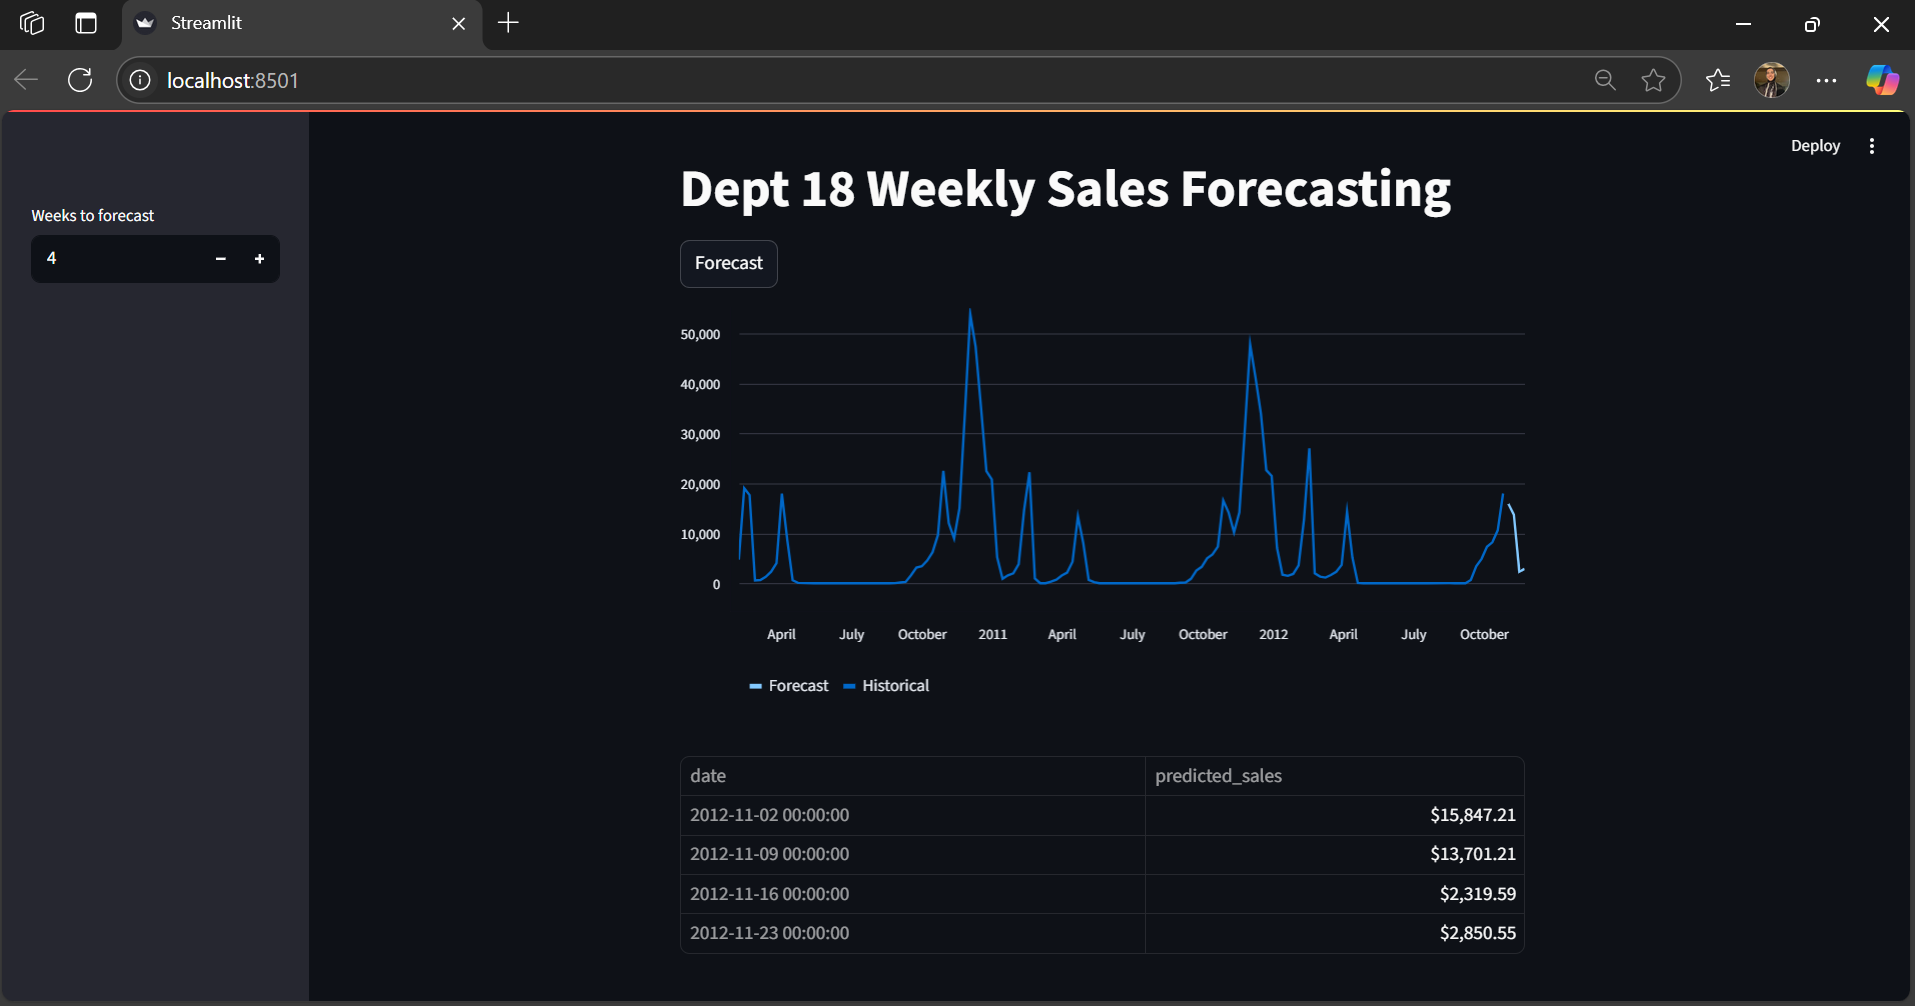 Streamlit
localhost:8501
Deploy
Weeks to forecast
4
Dept 18 Weekly Sales Forecasting
Forecast
50,000
40,000
30,000
20,000
10,000
0
April July October 2011 April July October 2012 April July October
Forecast Historical
date predicted_sales
2012-11-02 00:00:00 $15,847.21
2012-11-09 00:00:00 $13,701.21
2012-11-16 00:00:00 $2,319.59
2012-11-23 00:00:00 $2,850.55